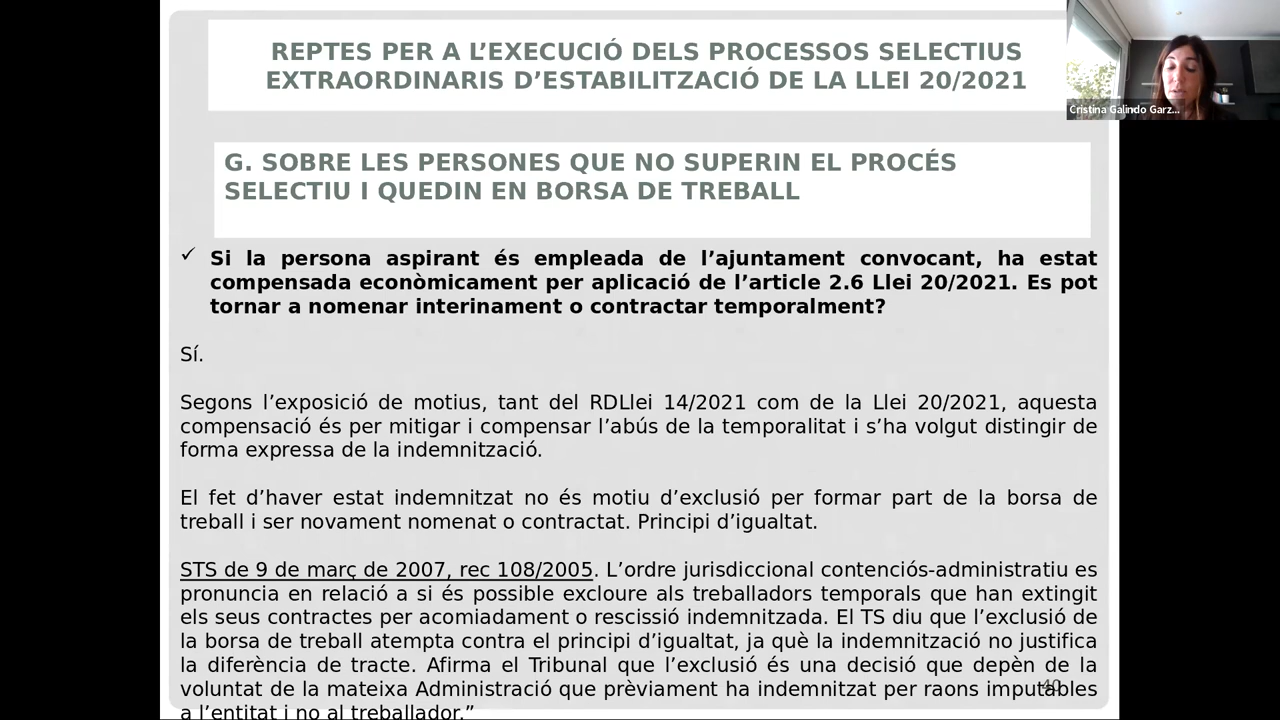 REPTES PER A L’EXECUCIÓ DELS PROCESSOS SELECTIUS
EXTRAORDINARIS D’ESTABILITZACIÓ DE LA LLEI 20/2021
Cristina Galindo Garz...
G. SOBRE LES PERSONES QUE NO SUPERIN EL PROCÉS
SELECTIU I QUEDIN EN BORSA DE TREBALL
✓ Si la persona aspirant és empleada de l’ajuntament convocant, ha estat
compensada econòmicament per aplicació de l’article 2.6 Llei 20/2021. Es pot
tornar a nomenar interinament o contractar temporalment?
Sí.
Segons l’exposició de motius, tant del RDLlei 14/2021 com de la Llei 20/2021, aquesta
compensació és per mitigar i compensar l’abús de la temporalitat i s’ha volgut distingir de
forma expressa de la indemnització.
El fet d’haver estat indemnitzat no és motiu d’exclusió per formar part de la borsa de
treball i ser novament nomenat o contractat. Principi d’igualtat.
STS de 9 de març de 2007, rec 108/2005. L’ordre jurisdiccional contenciós-administratiu es
pronuncia en relació a si és possible excloure als treballadors temporals que han extingit
els seus contractes per acomiadament o rescissió indemnitzada. El TS diu que l’exclusió de
la borsa de treball atempta contra el principi d’igualtat, ja què la indemnització no justifica
la diferència de tracte. Afirma el Tribunal que l’exclusió és una decisió que depèn de la
voluntat de la mateixa Administració que prèviament ha indemnitzat per raons imputables
a l’entitat i no al treballador.”
40